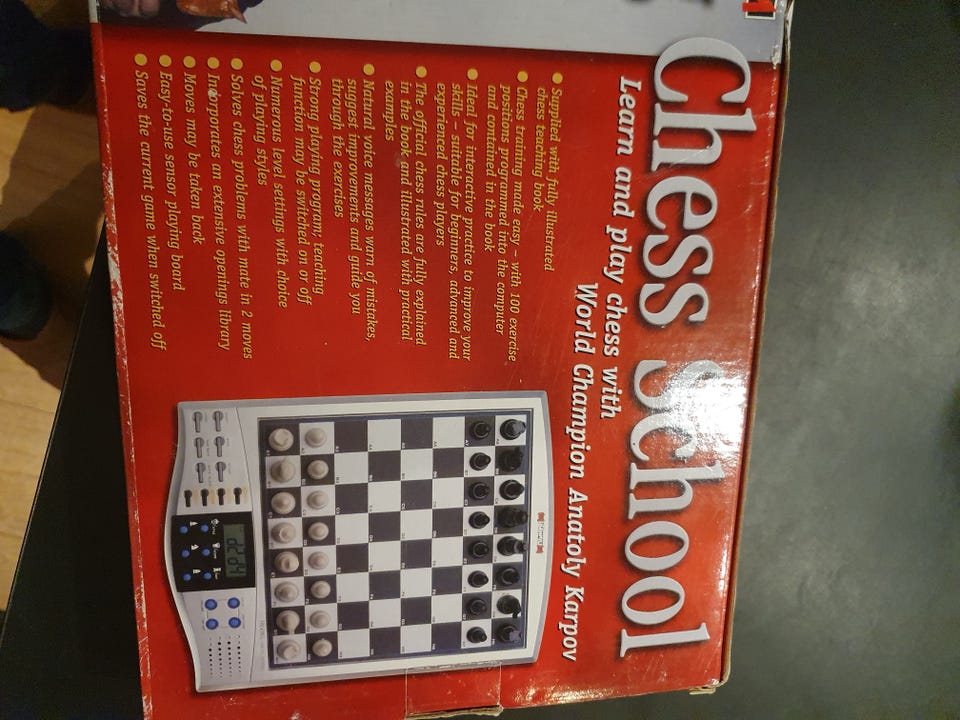 Chess School
Learn and play chess with
World Champion Anatoly Karpov
Supplied with fully illustrated
chess teaching book
Chess training made easy – with 100 exercise
positions programmed into the computer
and contained in the book
Ideal for interactive practice to improve your
skills – suitable for beginners, advanced and
experienced chess players
The official chess rules are fully explained
in the book and illustrated with practical
examples
Natural voice messages warn of mistakes,
suggest improvements and guide you
through the exercises
Strong playing program; teaching
function may be switched on or off
Numerous level settings with choice
of playing styles
Solves chess problems with mate in 2 moves
Incorporates an extensive openings library
Moves may be taken back
Easy-to-use sensor playing board
Saves the current game when switched off